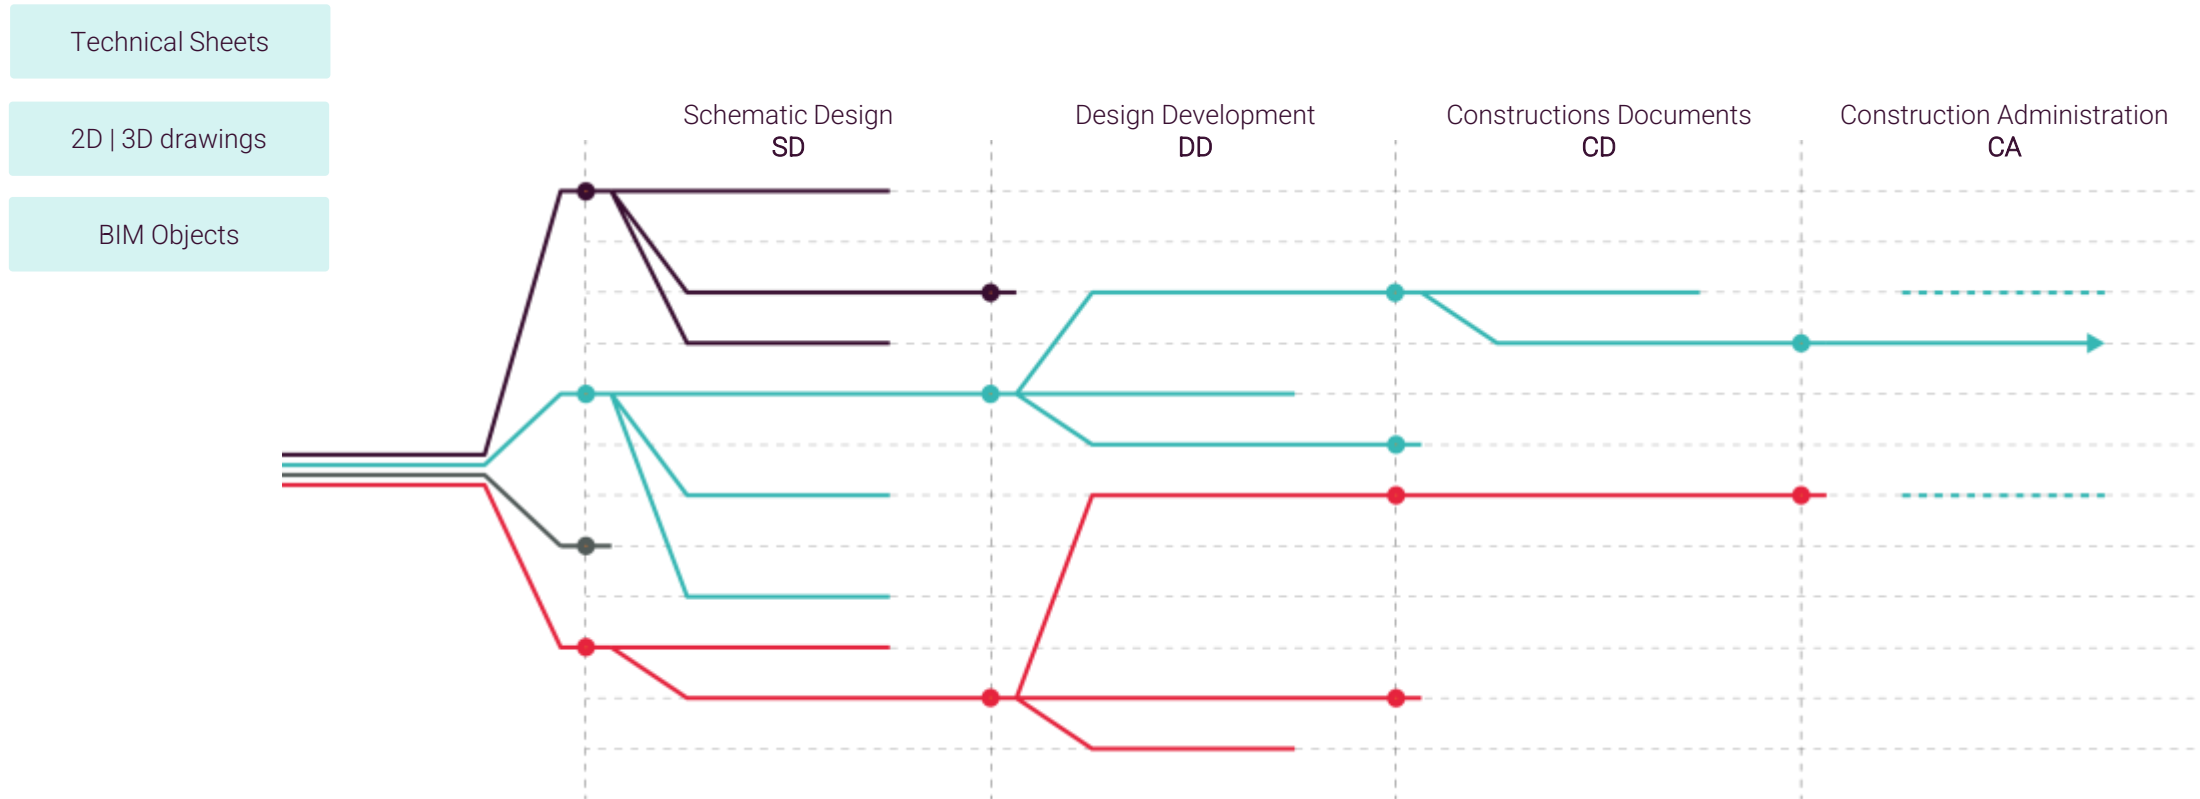 Technical Sheets
2D | 3D drawings
BIM Objects
Schematic Design
SD
Design Development
DD
Constructions Documents
CD
Construction Administration
CA